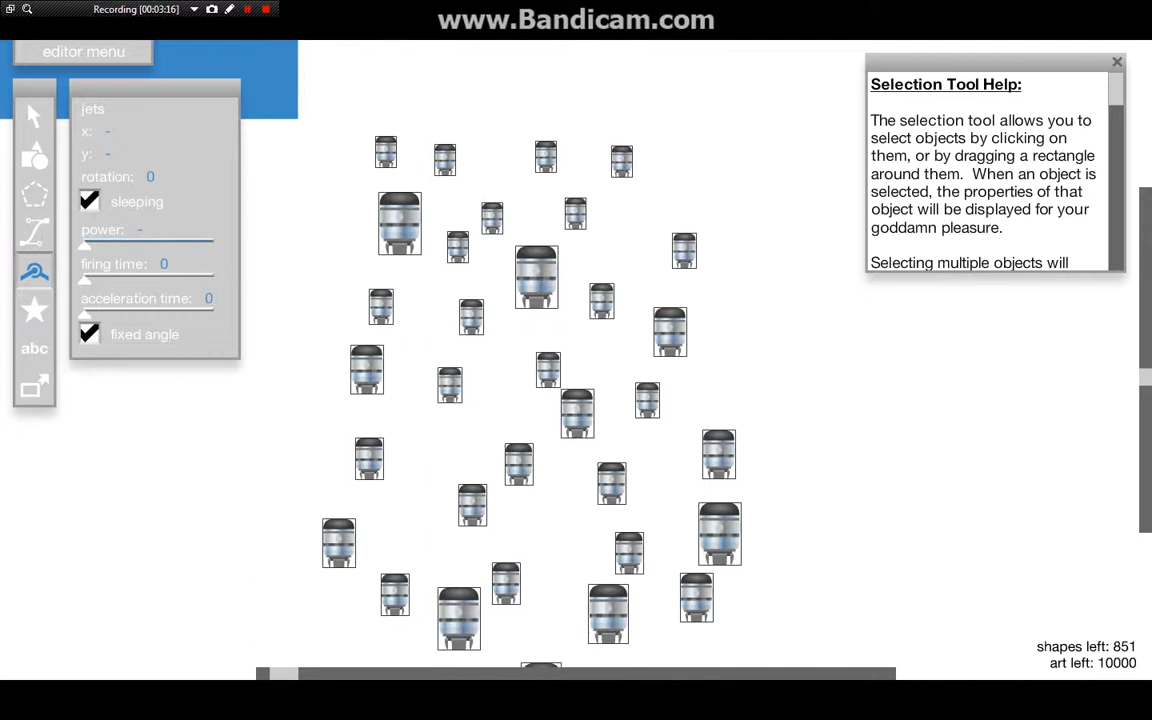 Recording [00:03:16]
www.Bandicam.com
editor menu
jets
x: -
y: -
rotation: 0
sleeping
power: -
firing time: 0
acceleration time: 0
fixed angle
abc
Selection Tool Help:
The selection tool allows you to
select objects by clicking on
them, or by dragging a rectangle
around them. When an object is
selected, the properties of that
object will be displayed for your
goddamn pleasure.
Selecting multiple objects will
shapes left: 851
art left: 10000